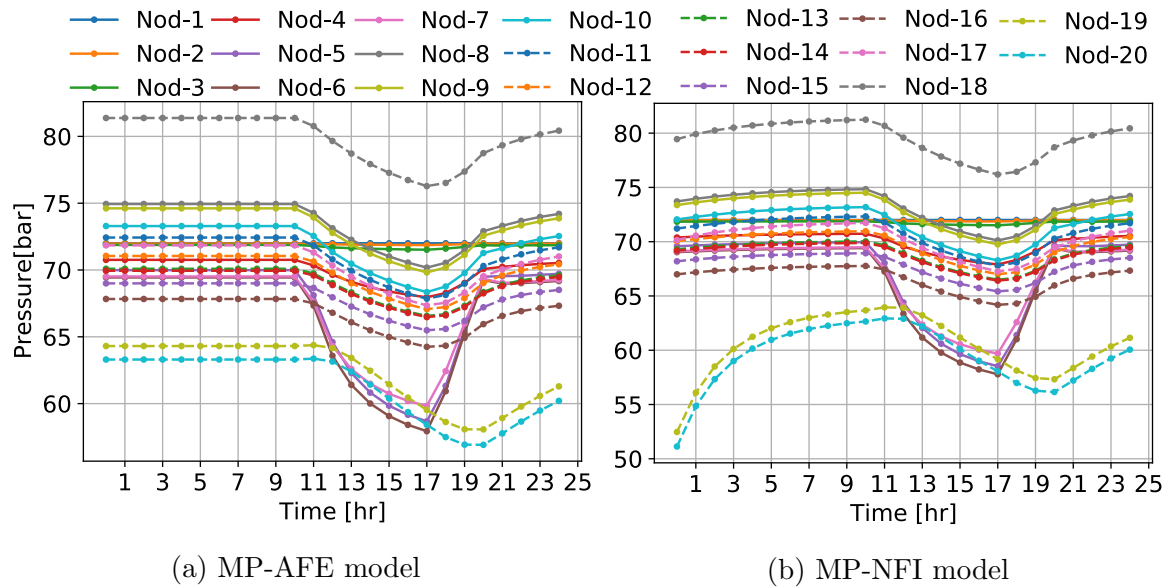 Nod-1 Nod-4 Nod-7 Nod-10 Nod-13 Nod-16 Nod-19
Nod-2 Nod-5 Nod-8 Nod-11 Nod-14 Nod-17 Nod-20
Nod-3 Nod-6 Nod-9 Nod-12 Nod-15 Nod-18
Pressure[bar]
80
75
70
65
60
1 3 5 7 9 11 13 15 17 19 21 23 25
Time [hr]
(a) MP-AFE model
85
80
75
70
65
60
55
50
1 3 5 7 9 11 13 15 17 19 21 23 25
Time [hr]
(b) MP-NFI model